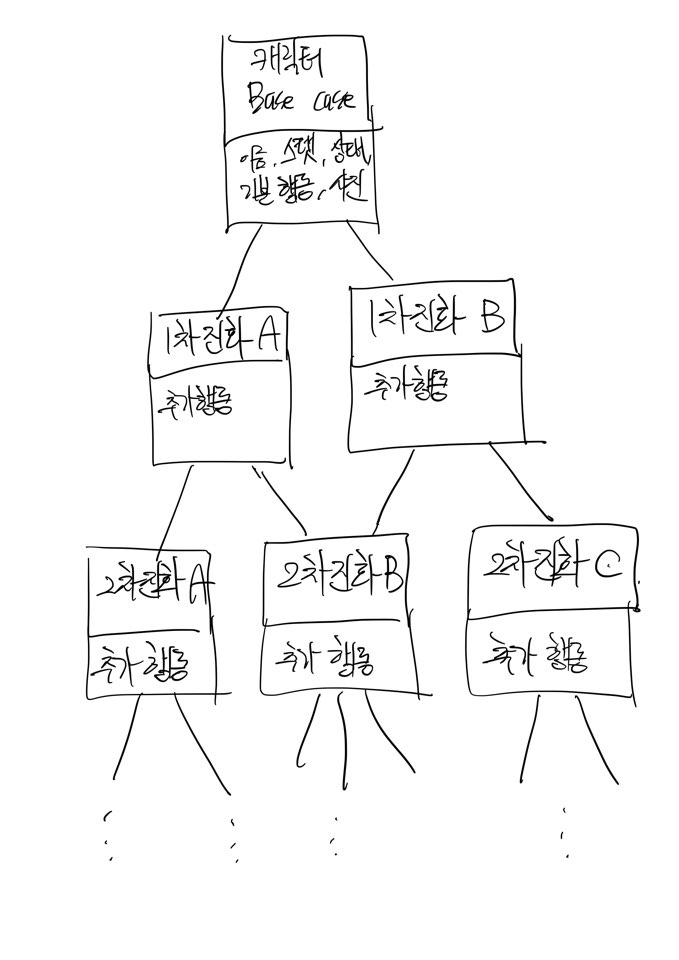 캐릭터
Base case
이름, 스탯, 상태
기본 행동, 사진
1차진화 A
추가행동
1차진화 B
추가행동
2차진화 A
추가 행동
2차진화 B
추가 행동
2차진화 C
추가 행동